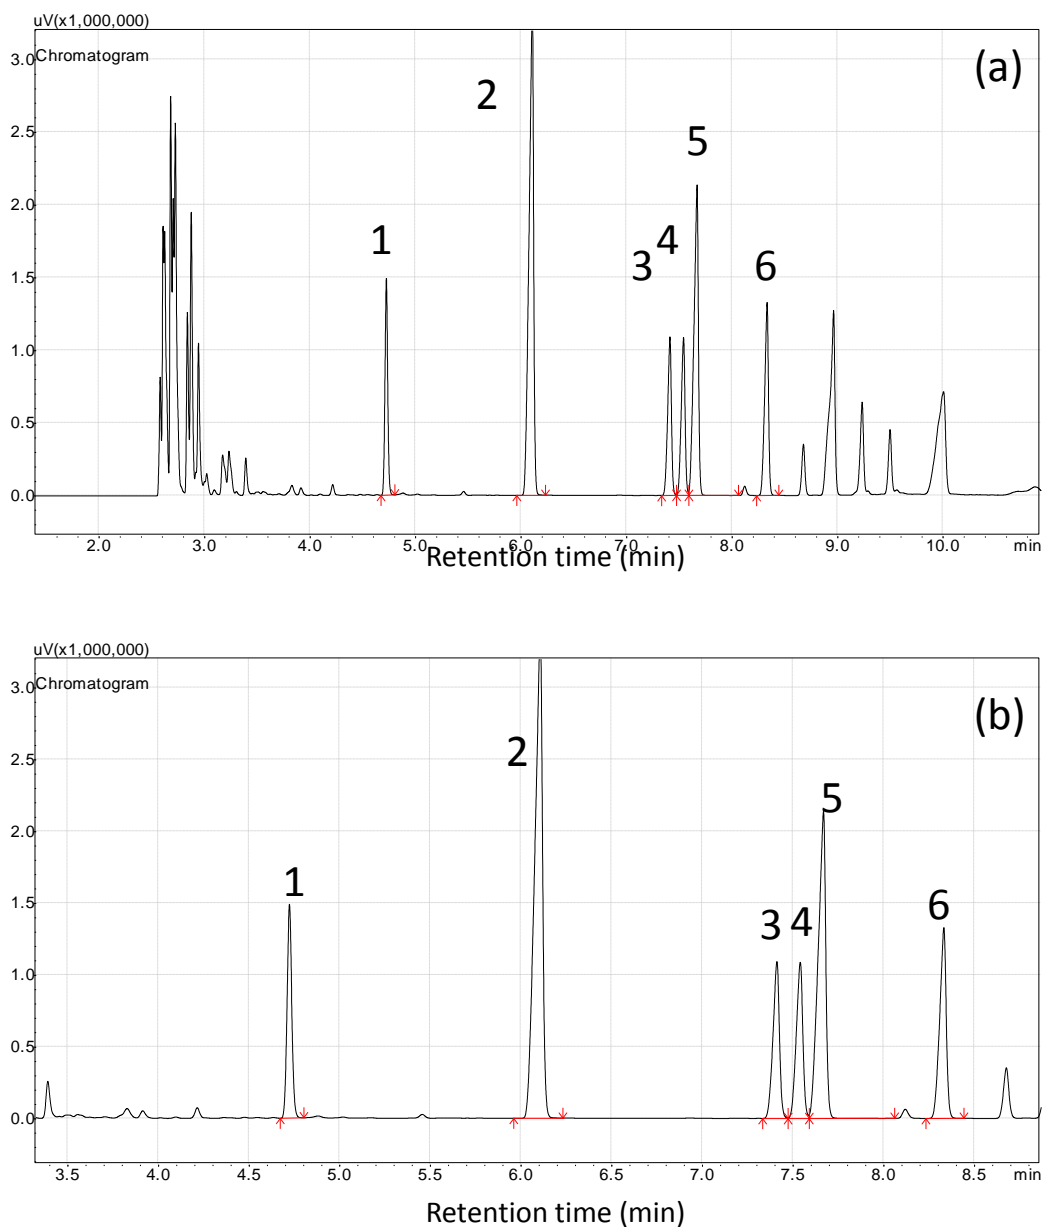 uV(x1,000,000)
Chromatogram
(a)
3.0
2.5
2.0
1.5
1.0
0.5
0.0
1
2
3
4
5
6
2.0 3.0 4.0 5.0 6.0 7.0 8.0 9.0 10.0 min
Retention time (min)
uV(x1,000,000)
Chromatogram
(b)
3.0
2.5
2.0
1.5
1.0
0.5
0.0
1
2
3
4
5
6
3.5 4.0 4.5 5.0 5.5 6.0 6.5 7.0 7.5 8.0 8.5 min
Retention time (min)